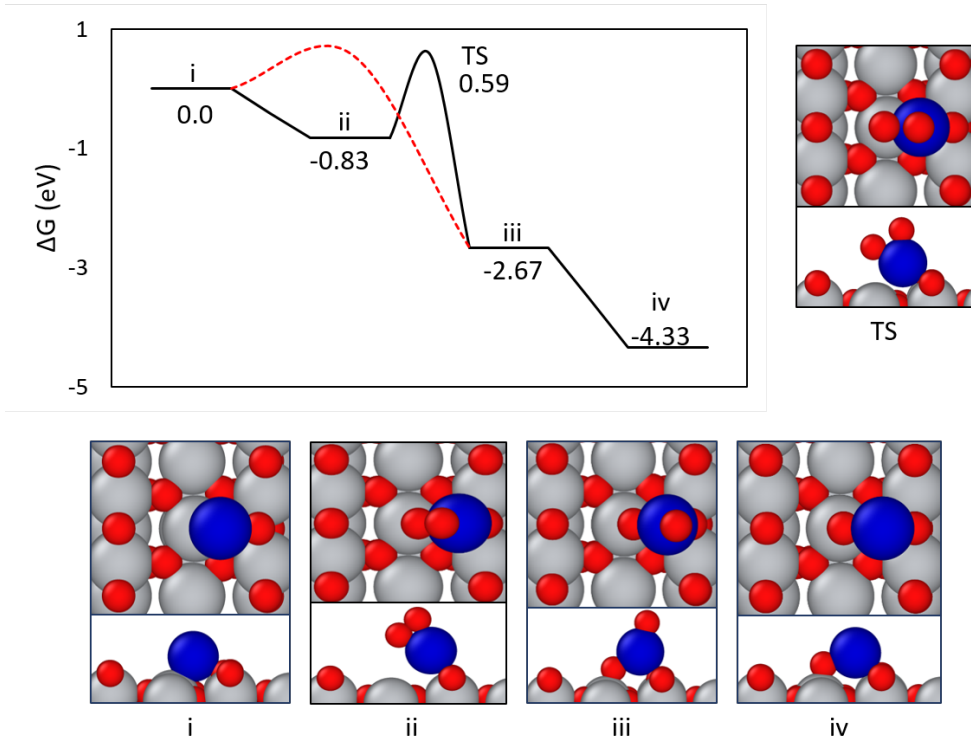 1
-1
-3
-5
ΔG (eV)
i
0.0
ii
-0.83
TS
0.59
iii
-2.67
iv
-4.33
TS
i
ii
iii
iv